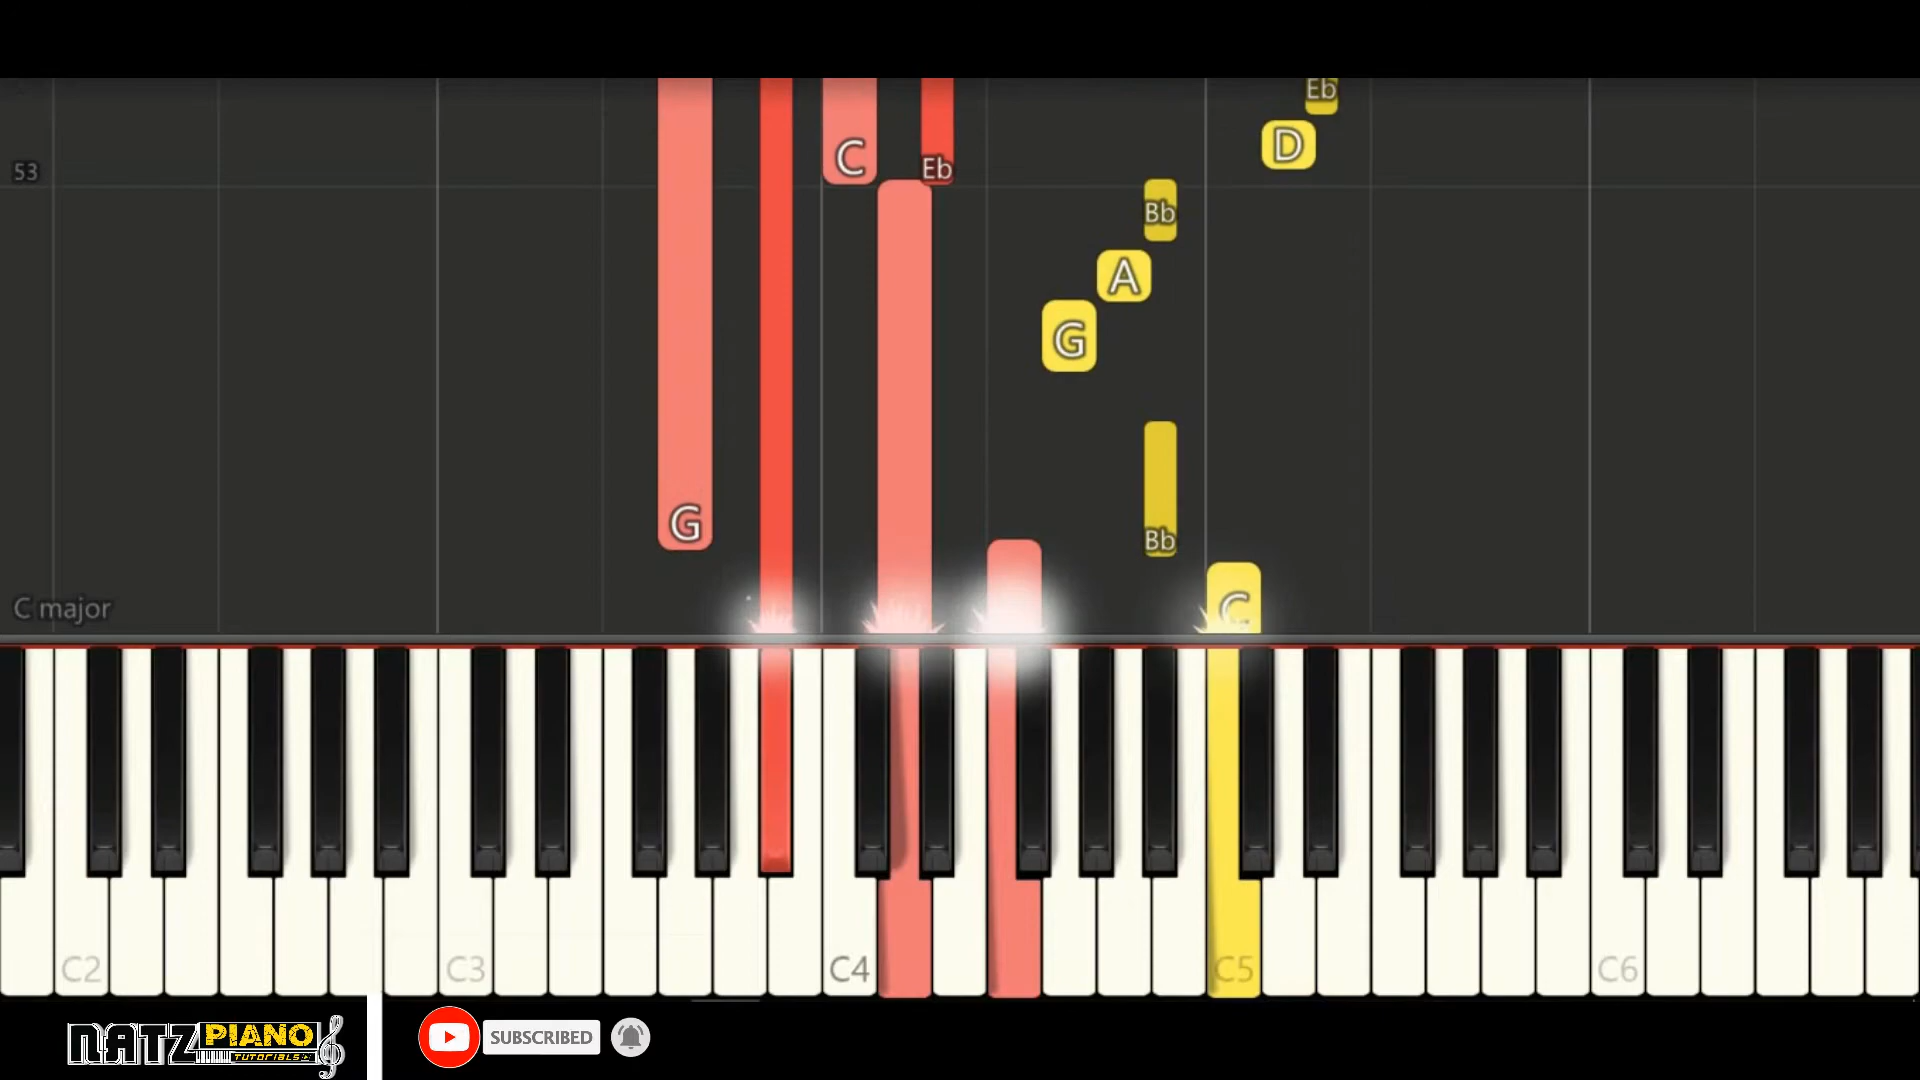 Eb
D
C
Eb
53
Bb
A
G
G
Bb
C
C major
C2
C3
C4
C5
C6
NATZ PIANO
TUTORIALS
SUBSCRIBED